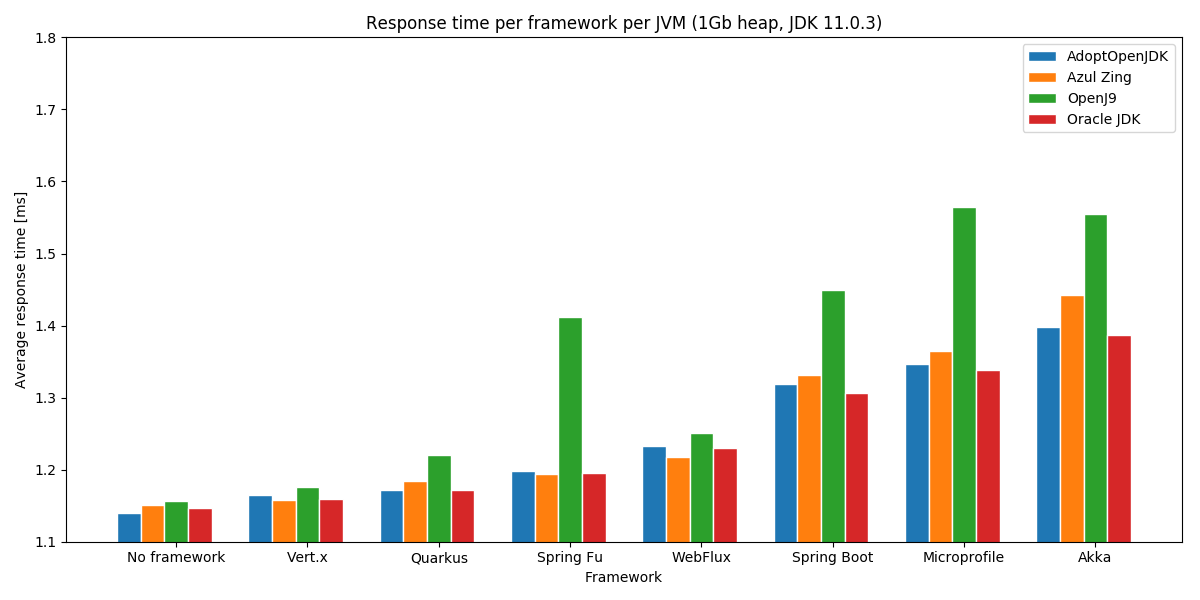 Response time per framework per JVM (1Gb heap, JDK 11.0.3)
AdoptOpenJDK
Azul Zing
OpenJ9
Oracle JDK
Average response time [ms]
1.8
1.7
1.6
1.5
1.4
1.3
1.2
1.1
No framework
Vert.x
Quarkus
Spring Fu
WebFlux
Spring Boot
Microprofile
Akka
Framework